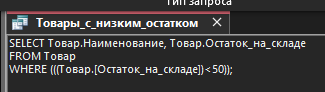 Тип запроса
Товары_с_низким_остатком
SELECT Товар.Наименование, Товар.Остаток_на_складе
FROM Товар
WHERE (((Товар.[Остаток_на_складе])<50));